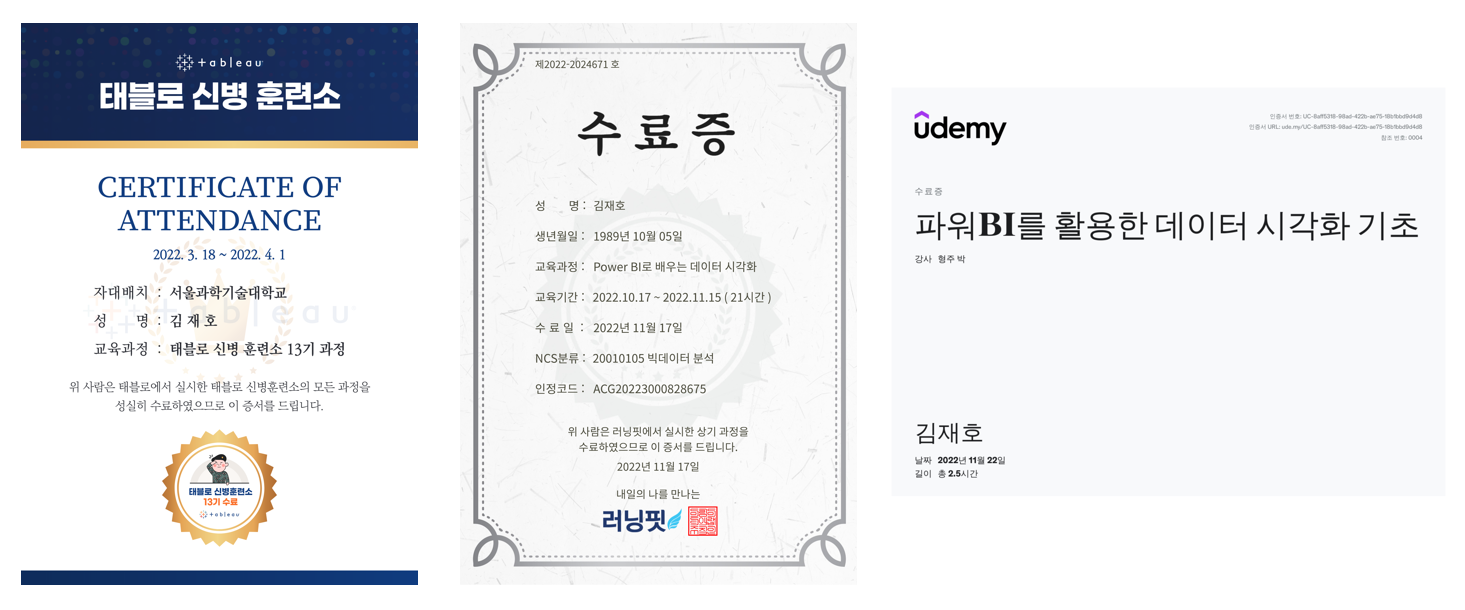 +ableau
태블로 신병 훈련소
CERTIFICATE OF
ATTENDANCE
2022. 3. 18 ~ 2022. 4. 1
자대배치 : 서울과학기술대학교
성 명 : 김 재 호
교육과정 : 태블로 신병 훈련소 13기 과정
위 사람은 태블로에서 실시한 태블로 신병훈련소의 모든 과정을
성실히 수료하였으므로 이 증서를 드립니다.
태블로 신병훈련소
13기 수료
+ableau
제2022-2024671 호
수 료 증
성 명 : 김재호
생년월일 : 1989년 10월 05일
교육과정 : Power BI로 배우는 데이터 시각화
교육기간 : 2022.10.17 ~ 2022.11.15 ( 21시간 )
수 료 일 : 2022년 11월 17일
NCS분류 : 20010105 빅데이터 분석
인정코드 : ACG20223000828675
위 사람은 러닝핏에서 실시한 상기 과정을
수료하였으므로 이 증서를 드립니다.
2022년 11월 17일
내일의 나를 만나는
러닝핏
udemy
인증서 번호: UC-8aff5318-98ad-422b-ae75-16b1bbd9d4d8
인증서 URL: ude.my/UC-8aff5318-98ad-422b-ae75-16b1bbd9d4d8
참조 번호: 0004
수료증
파워BI를 활용한 데이터 시각화 기초
강사 형주 박
김재호
날짜 2022년 11월 22일
길이 총 2.5시간